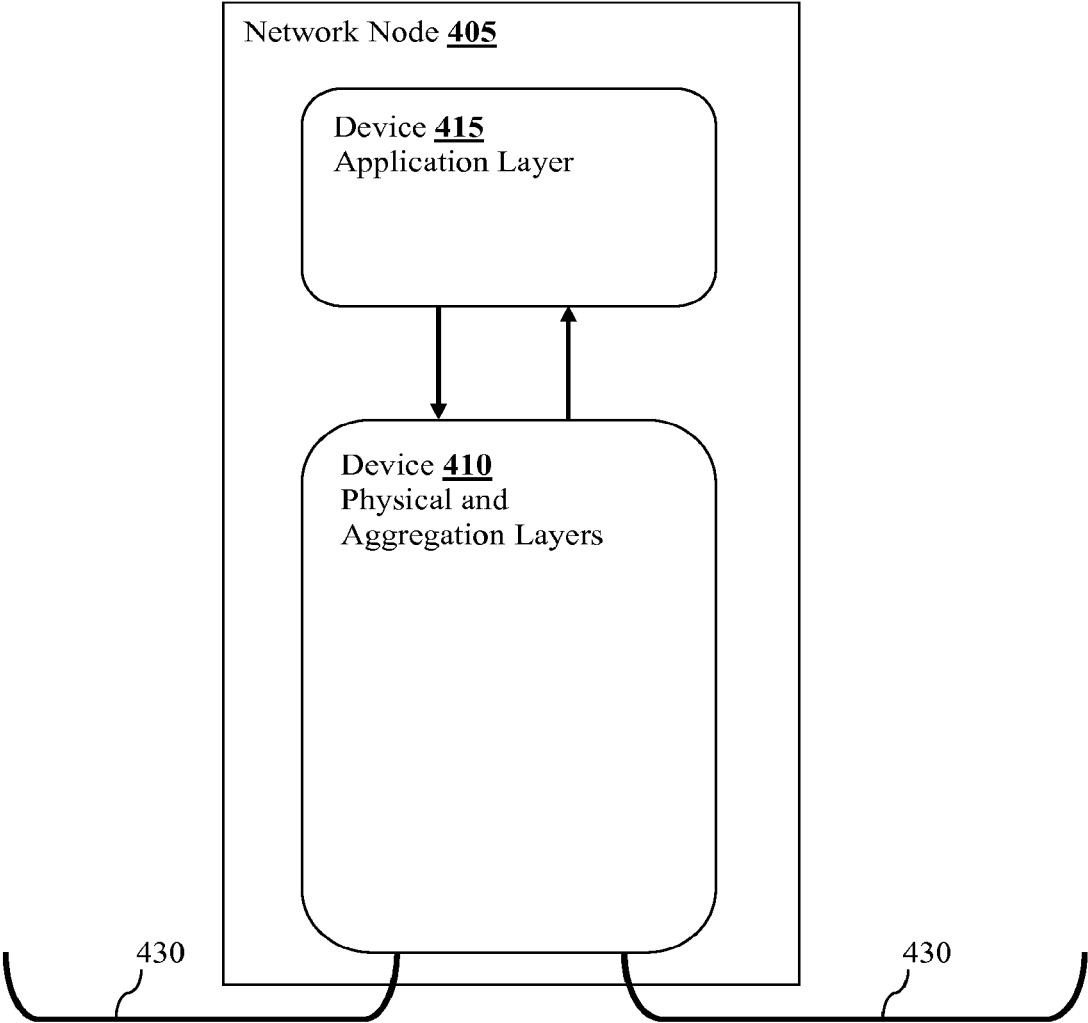 Network Node 405
Device 415
Application Layer
Device 410
Physical and
Aggregation Layers
430
430